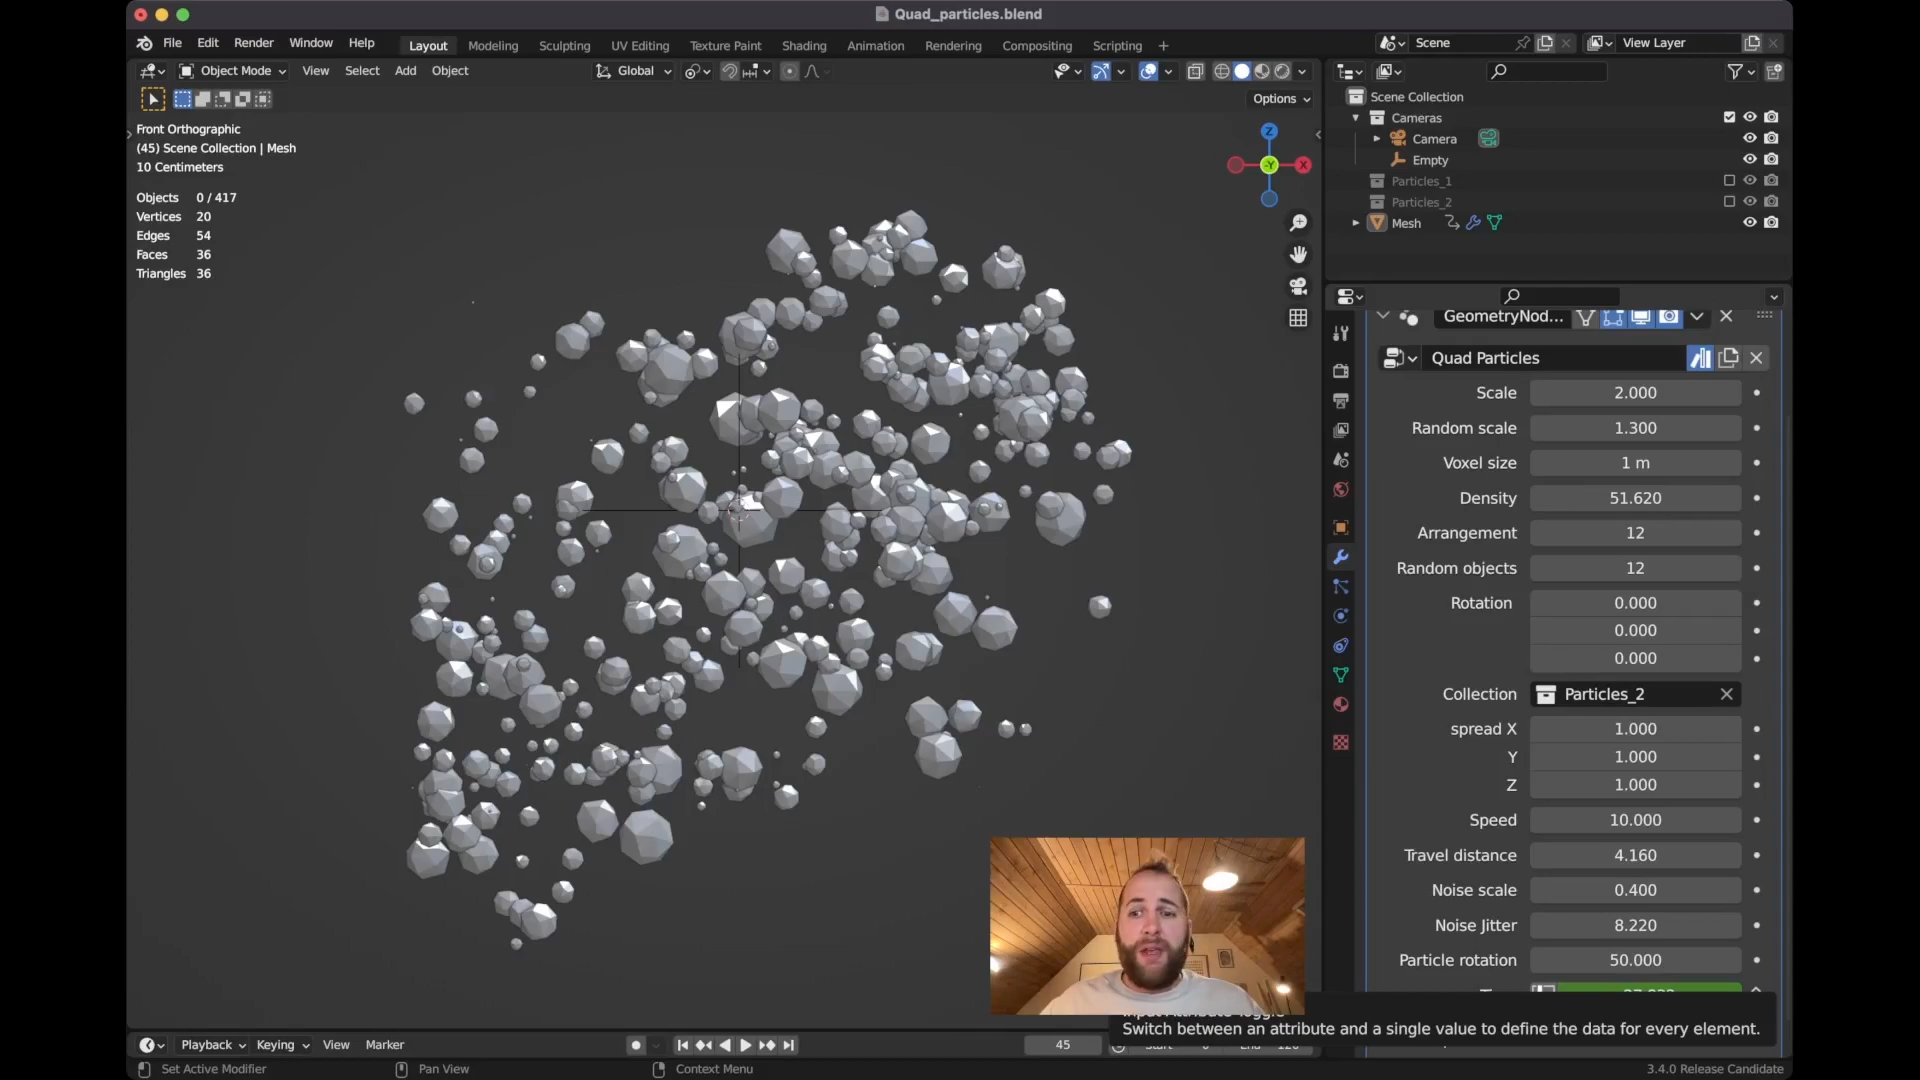 Quad_particles.blend
File Edit Render Window Help
Layout Modeling Sculpting UV Editing Texture Paint Shading Animation Rendering Compositing Scripting +
Scene
View Layer
Object Mode View Select Add Object
Global
Options
Front Orthographic
(45) Scene Collection | Mesh
10 Centimeters
Objects 0 / 417
Vertices 20
Edges 54
Faces 36
Triangles 36
Z
Y
X
Scene Collection
Cameras
Camera
Empty
Particles_1
Particles_2
Mesh
GeometryNod...
Quad Particles
Scale 2.000
Random scale 1.300
Voxel size 1 m
Density 51.620
Arrangement 12
Random objects 12
Rotation 0.000
0.000
0.000
Collection Particles_2
spread X 1.000
Y 1.000
Z 1.000
Speed 10.000
Travel distance 4.160
Noise scale 0.400
Noise Jitter 8.220
Particle rotation 50.000
Switch between an attribute and a single value to define the data for every element.
Playback Keying View Marker
45
Set Active Modifier
Pan View
Context Menu
3.4.0 Release Candidate